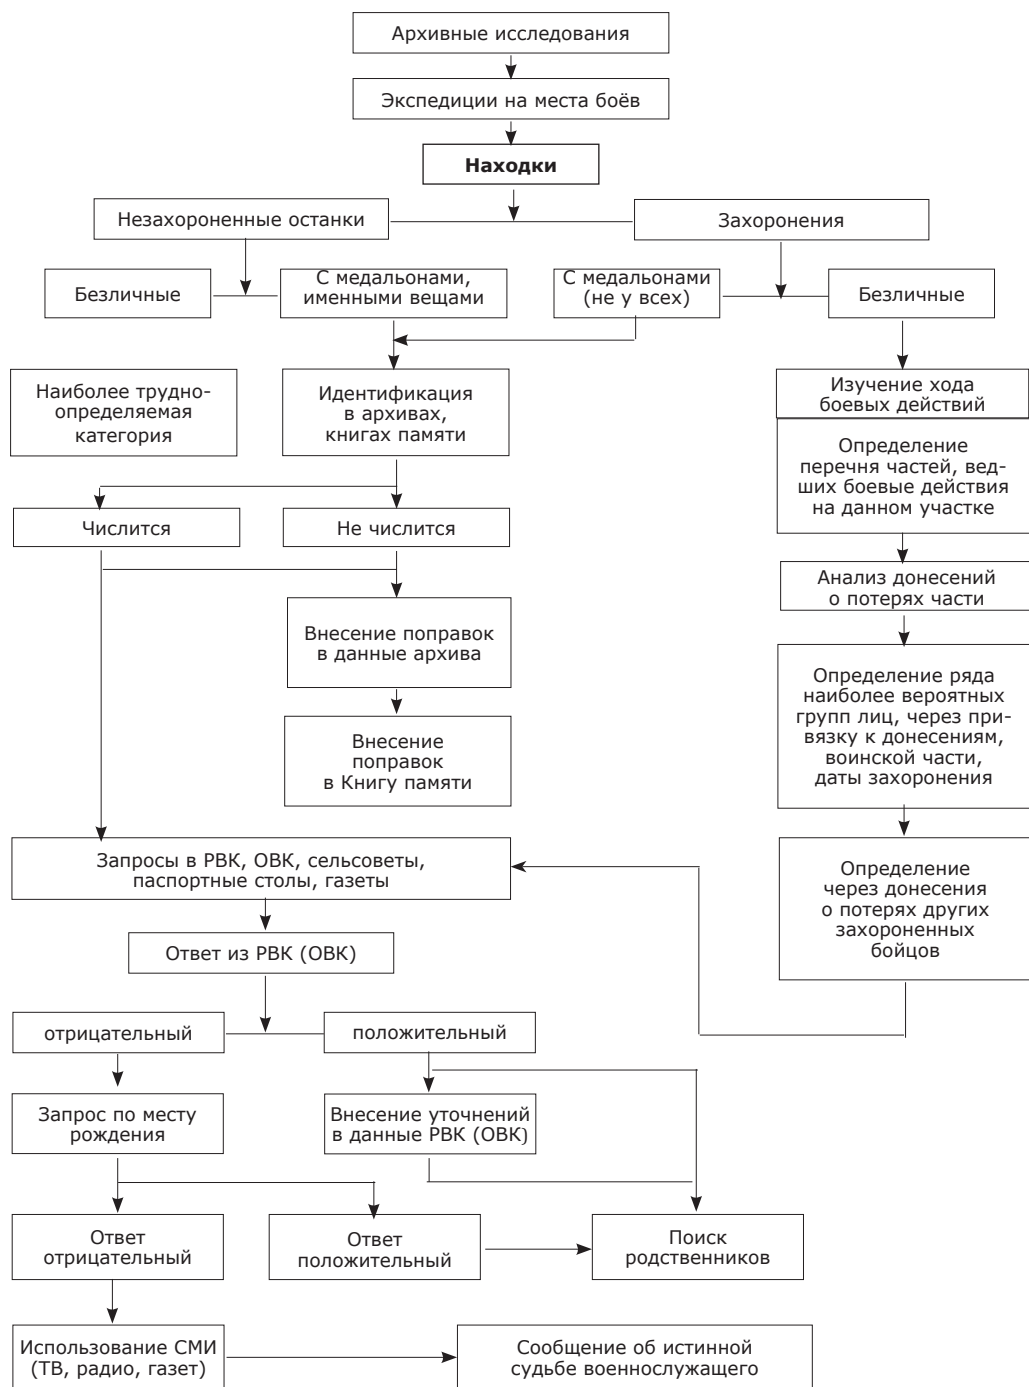 Архивные исследования
Экспедиции на места боёв
Находки
Незахороненные останки
Захоронения
Безличные
С медальонами,
именными вещами
С медальонами
(не у всех)
Безличные
Наиболее трудно-
определяемая
категория
Идентификация
в архивах,
книгах памяти
Изучение хода
боевых действий
Определение
перечня частей, вед-
ших боевые действия
на данном участке
Числится
Не числится
Анализ донесений
о потерях части
Внесение поправок
в данные архива
Определение ряда
наиболее вероятных
групп лиц, через при-
вязку к донесениям,
воинской части,
даты захоронения
Внесение
поправок
в Книгу памяти
Запросы в РВК, ОВК, сельсоветы,
паспортные столы, газеты
Определение
через донесения
о потерях других
захороненных
бойцов
Ответ из РВК (ОВК)
отрицательный
положительный
Запрос по месту
рождения
Внесение уточнений
в данные РВК (ОВК)
Ответ
отрицательный
Ответ
положительный
Поиск
родственников
Использование СМИ
(ТВ, радио, газет)
Сообщение об истинной
судьбе военнослужащего